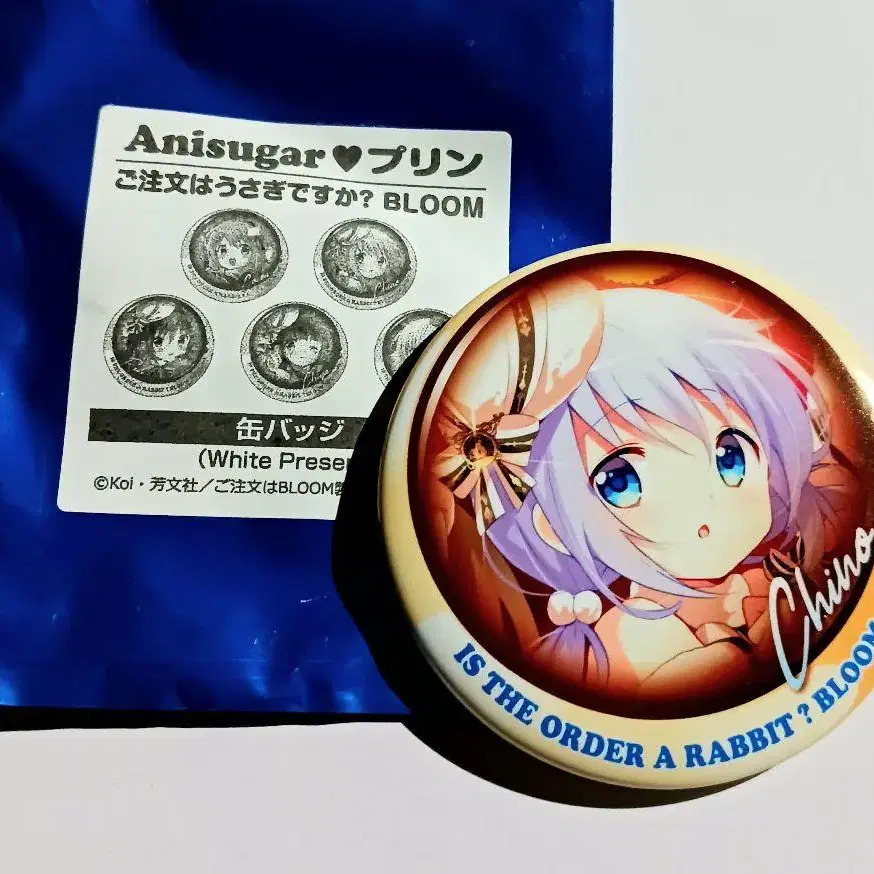 Anisugar♥プリン
ご注文はうさぎですか? BLOOM
缶バッジ
(White Presen
©Koi・芳文社／ご注文はBLOOM製
Chino
IS THE ORDER A RABBIT ? BLOOM